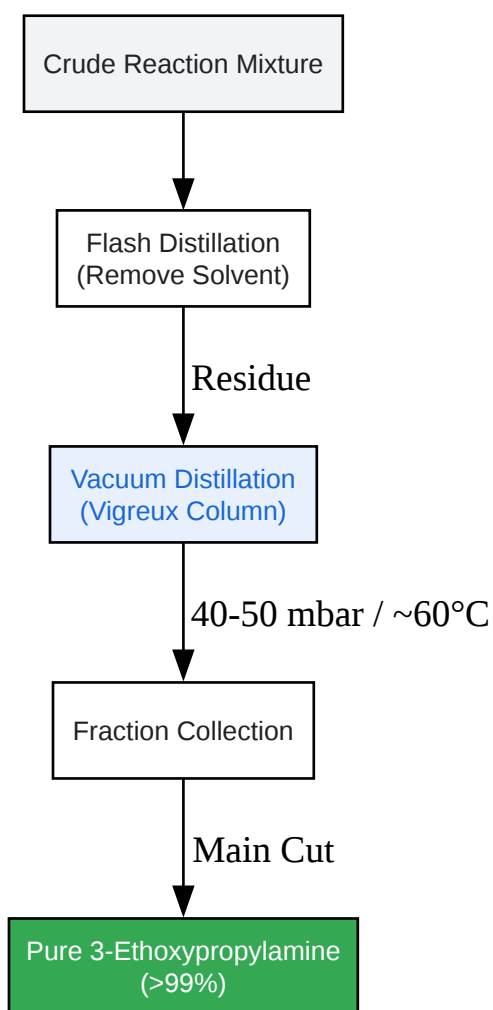 Crude Reaction Mixture
Flash Distillation
(Remove Solvent)
Residue
Vacuum Distillation
(Vigreux Column)
40-50 mbar / ~60°C
Fraction Collection
Main Cut
Pure 3-Ethoxypropylamine
(>99%)